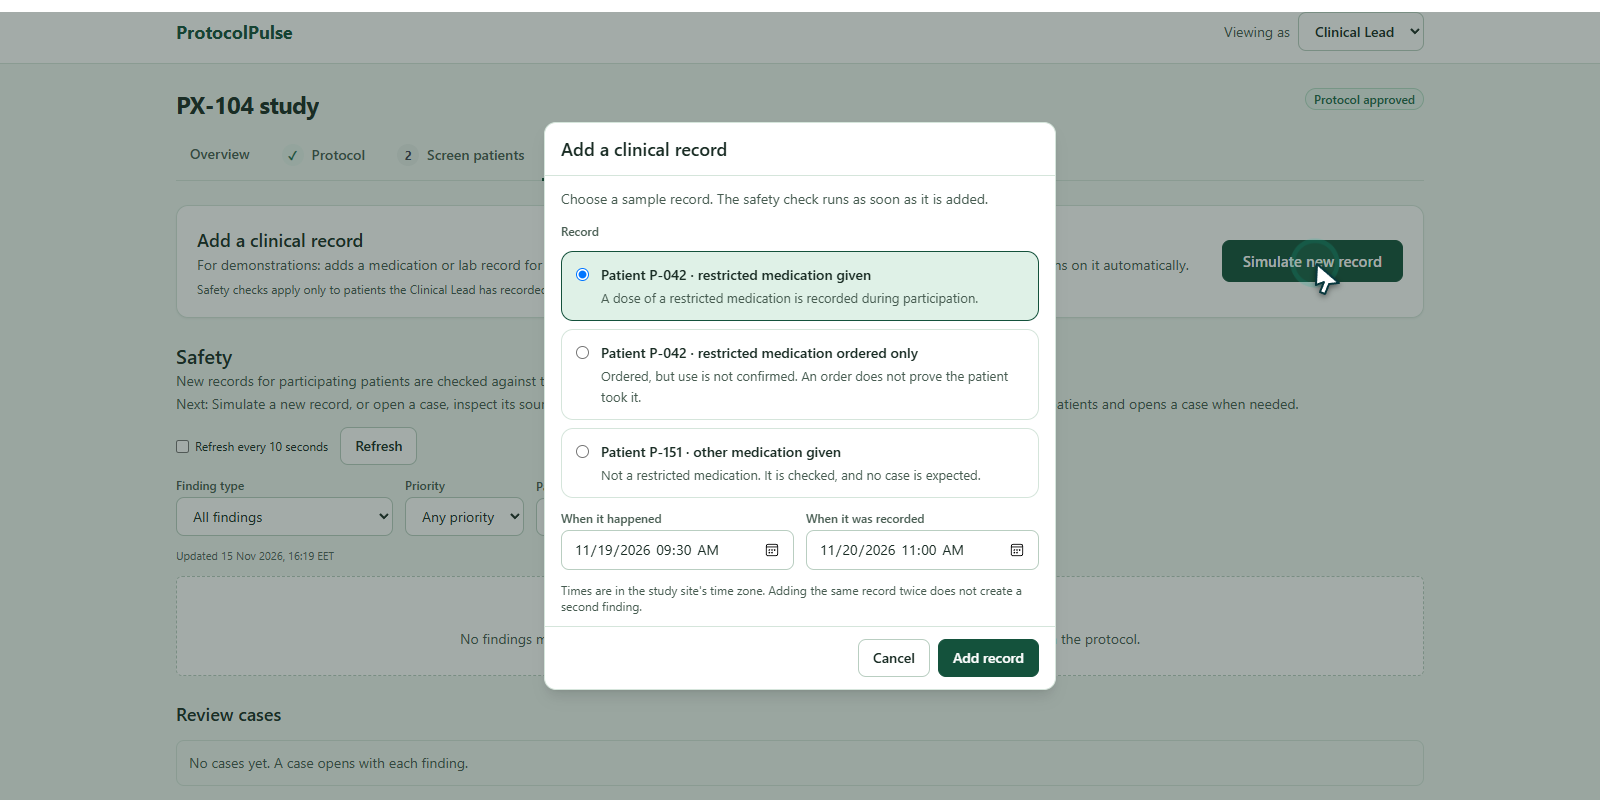 ProtocolPulse
Viewing as
Clinical Lead
PX-104 study
Protocol approved
Overview
✓ Protocol
2 Screen patients
Add a clinical record
For demonstrations: adds a medication or lab record for
on it automatically.
Safety checks apply only to patients the Clinical Lead has recorded
Simulate new record
Safety
New records for participating patients are checked against
Next: Simulate a new record, or open a case, inspect its
atients and opens a case when needed.
Refresh every 10 seconds
Refresh
Finding type
Priority
All findings
Any priority
Updated 15 Nov 2026, 16:19 EET
No findings
the protocol.
Review cases
No cases yet. A case opens with each finding.
Add a clinical record
Choose a sample record. The safety check runs as soon as it is added.
Record
Patient P-042 · restricted medication given
A dose of a restricted medication is recorded during participation.
Patient P-042 · restricted medication ordered only
Ordered, but use is not confirmed. An order does not prove the patient
took it.
Patient P-151 · other medication given
Not a restricted medication. It is checked, and no case is expected.
When it happened
When it was recorded
11/19/2026 09:30 AM
11/20/2026 11:00 AM
Times are in the study site's time zone. Adding the same record twice does not create a
second finding.
Cancel
Add record